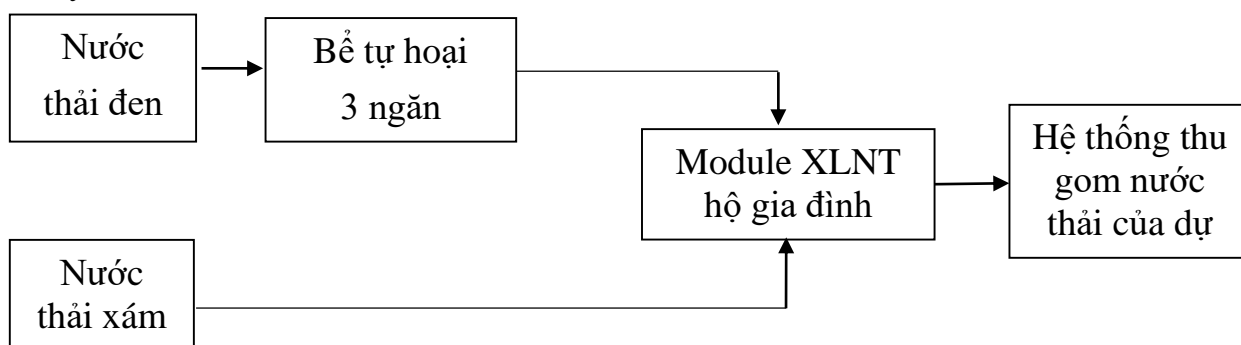 Nước
thải đen
Bể tự hoại
3 ngăn
Module XLNT
hộ gia đình
Hệ thống thu
gom nước
thải của dự
Nước
thải xám